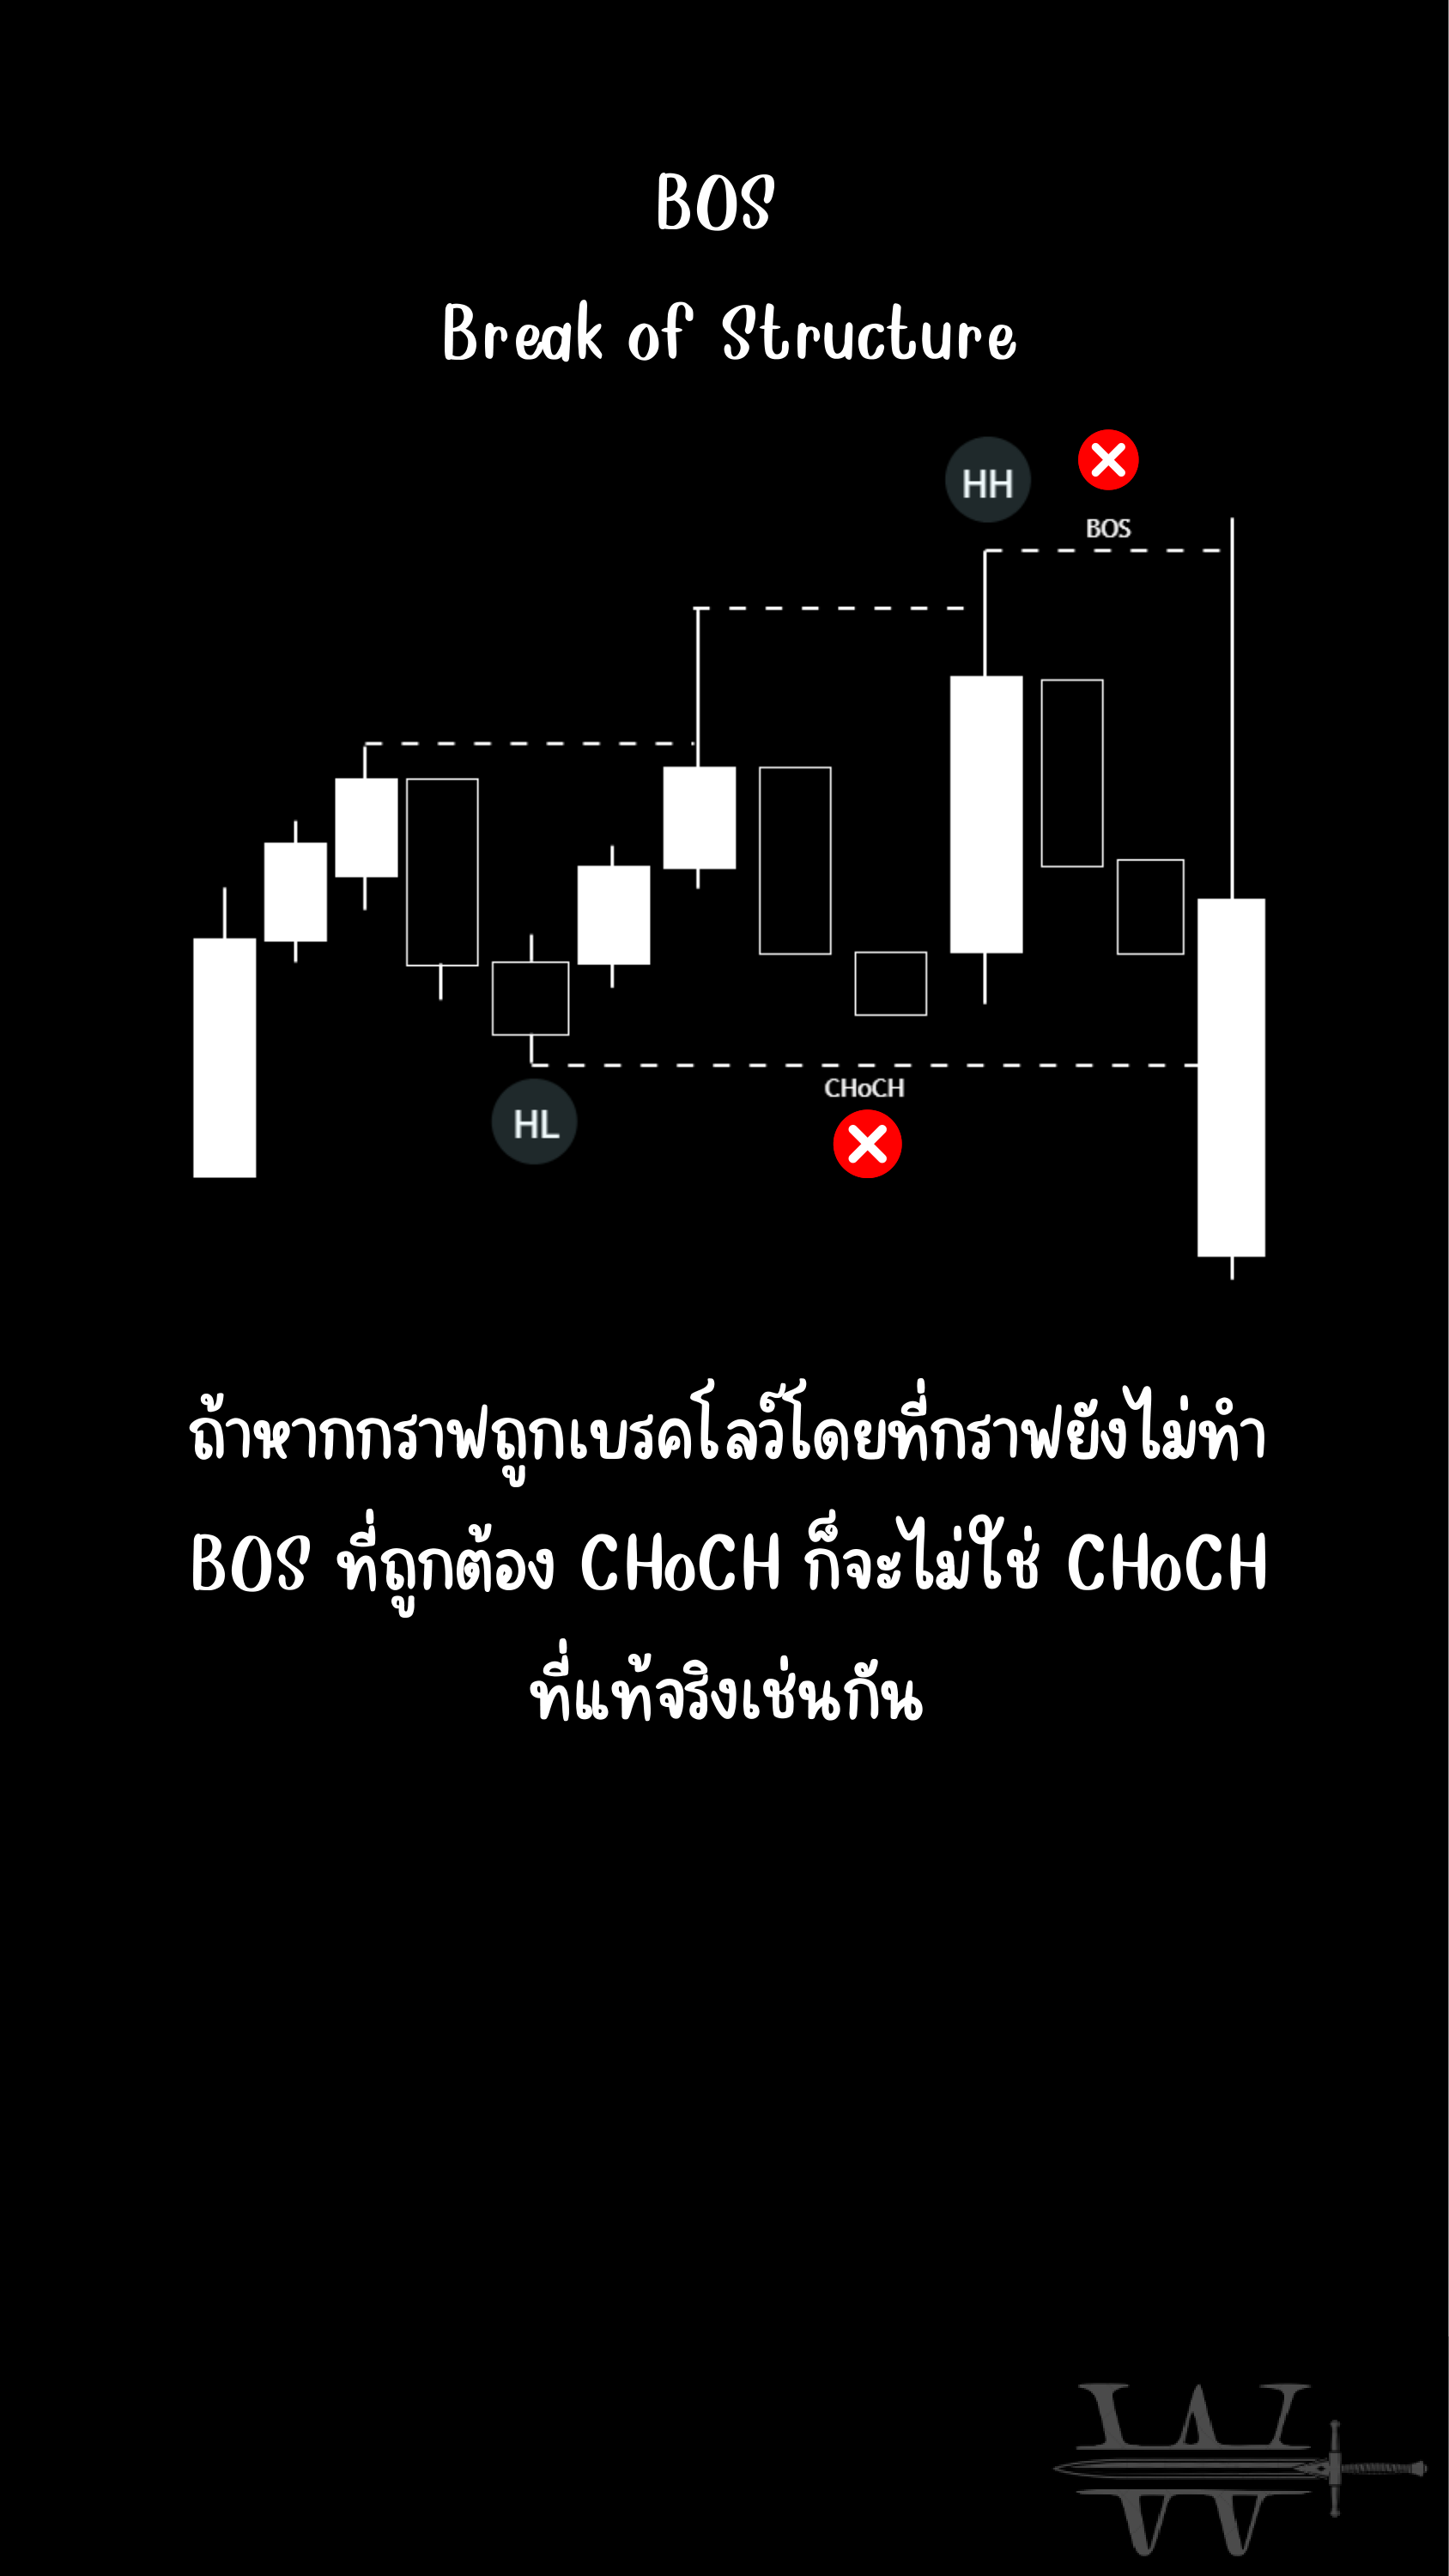 BOS
Break of Structure
HH
BOS
CHoCH
HL
ถ้าหากกราฟถูกเบรคโลว์โดยที่กราฟยังไม่ทำ
BOS ที่ถูกต้อง CHoCH ก็จะไม่ใช่ CHoCH
ที่แท้จริงเช่นกัน
W